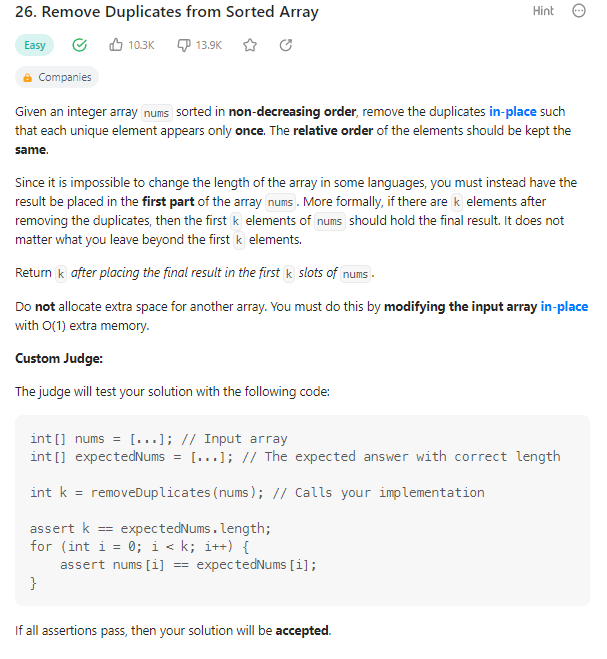 26. Remove Duplicates from Sorted Array
Hint
Easy
10.3K
13.9K
Companies
Given an integer array nums sorted in non-decreasing order, remove the duplicates in-place such
that each unique element appears only once. The relative order of the elements should be kept the
same.
Since it is impossible to change the length of the array in some languages, you must instead have the
result be placed in the first part of the array nums. More formally, if there are k elements after
removing the duplicates, then the first k elements of nums should hold the final result. It does not
matter what you leave beyond the first k elements.
Return k after placing the final result in the first k slots of nums.
Do not allocate extra space for another array. You must do this by modifying the input array in-place
with O(1) extra memory.
Custom Judge:
The judge will test your solution with the following code:
int[] nums = [...]; // Input array
int[] expectedNums = [...]; // The expected answer with correct length
int k = removeDuplicates(nums); // Calls your implementation
assert k == expectedNums.length;
for (int i = 0; i < k; i++) {
    assert nums[i] == expectedNums[i];
}
If all assertions pass, then your solution will be accepted.